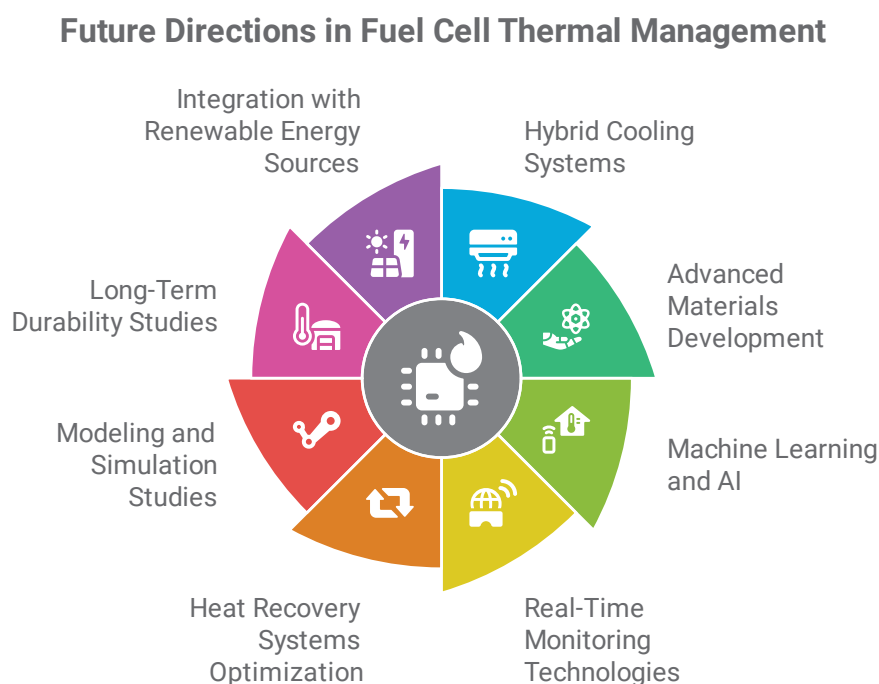 Future Directions in Fuel Cell Thermal Management
Integration with
Renewable Energy
Sources
Hybrid Cooling
Systems
Long-Term
Durability Studies
Advanced
Materials
Development
Modeling and
Simulation
Studies
Machine Learning
and AI
Heat Recovery
Systems
Optimization
Real-Time
Monitoring
Technologies